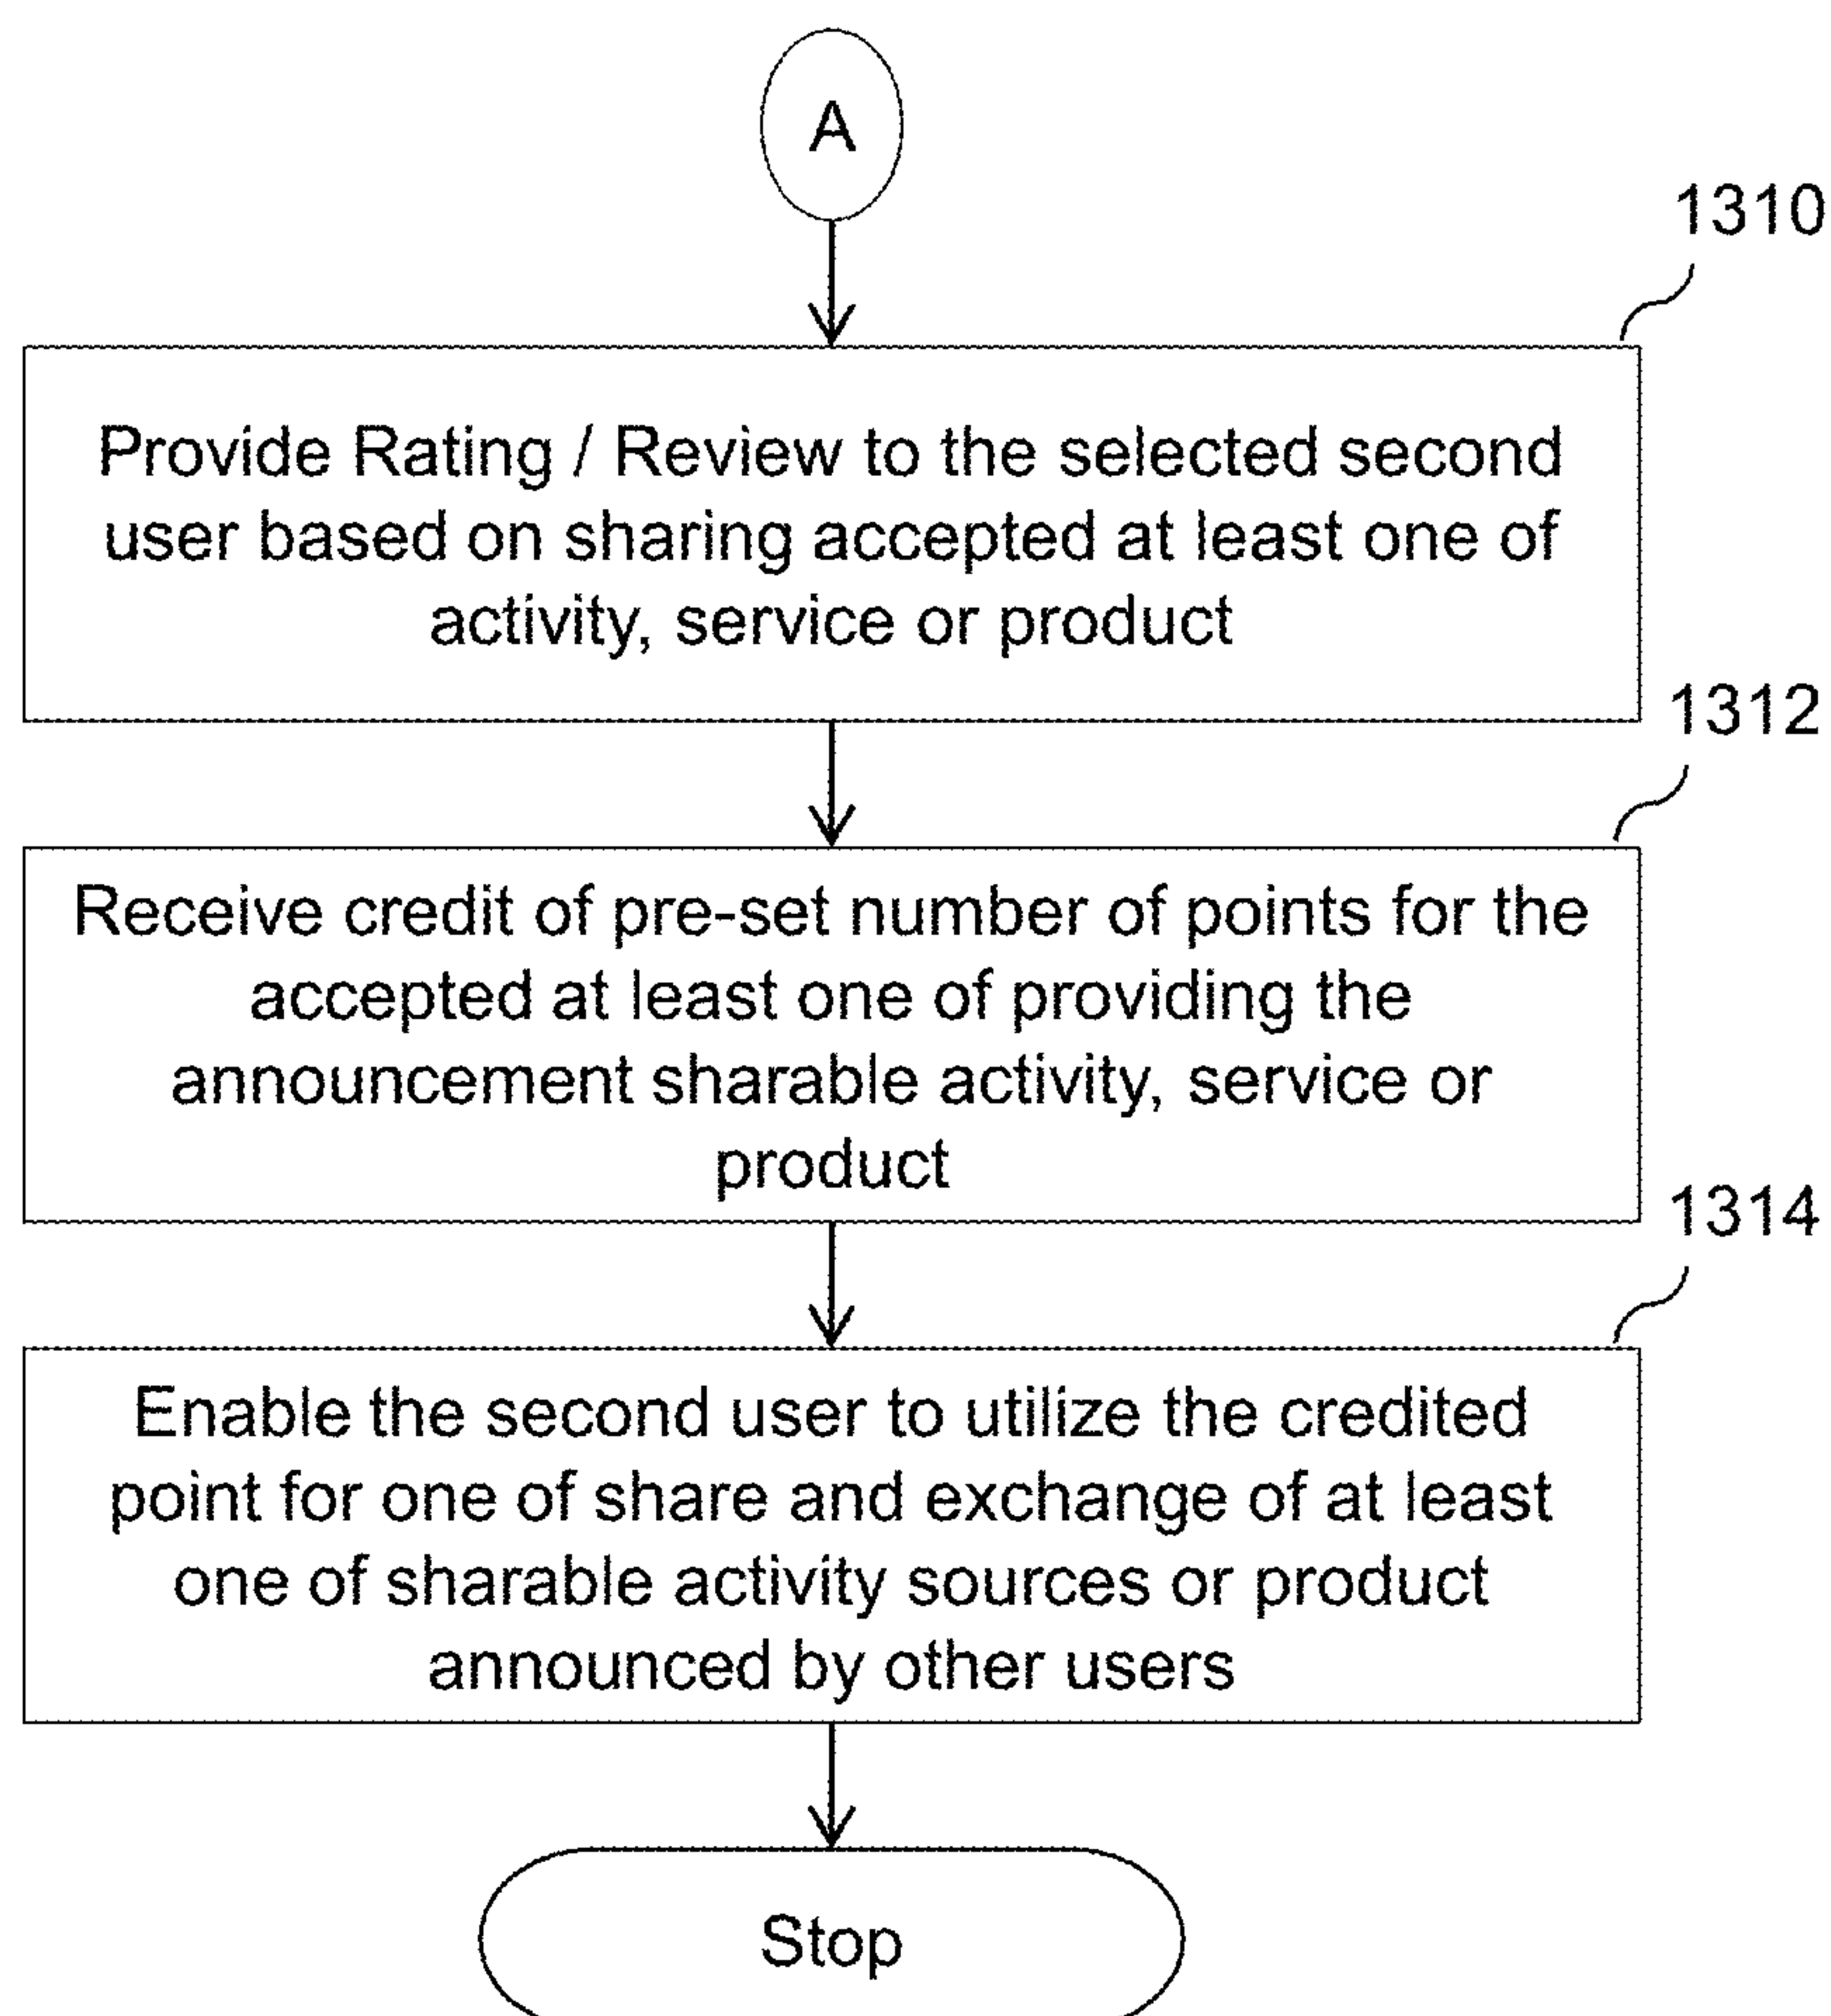 A
1310
Provide Rating / Review to the selected second
user based on sharing accepted at least one of
activity, service or product
1312
Receive credit of pre-set number of points for the
accepted at least one of providing the
announcement sharable activity, service or
product
1314
Enable the second user to utilize the credited
point for one of share and exchange of at least
one of sharable activity sources or product
announced by other users
Stop